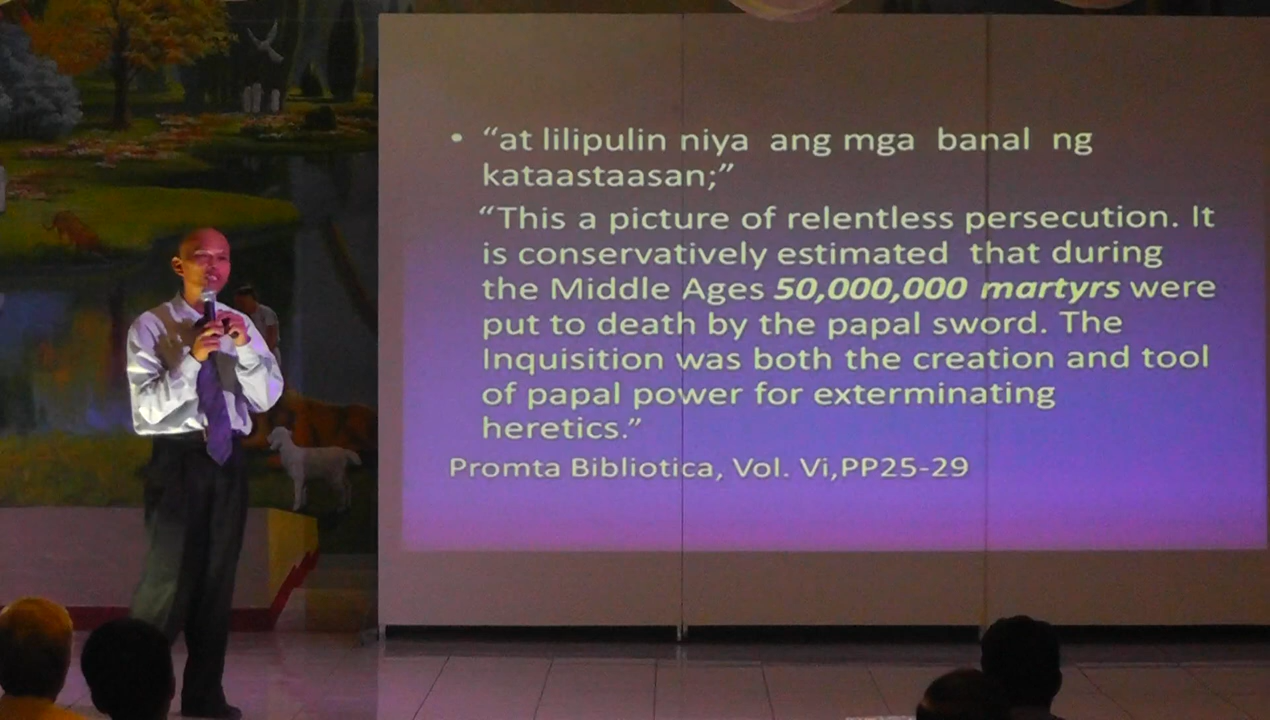 • “at lilipulin niya ang mga banal ng
kataastaasan;”
“This a picture of relentless persecution. It
is conservatively estimated that during
the Middle Ages 50,000,000 martyrs were
put to death by the papal sword. The
Inquisition was both the creation and tool
of papal power for exterminating
heretics.”
Promta Bibliotica, Vol. Vi,PP25-29